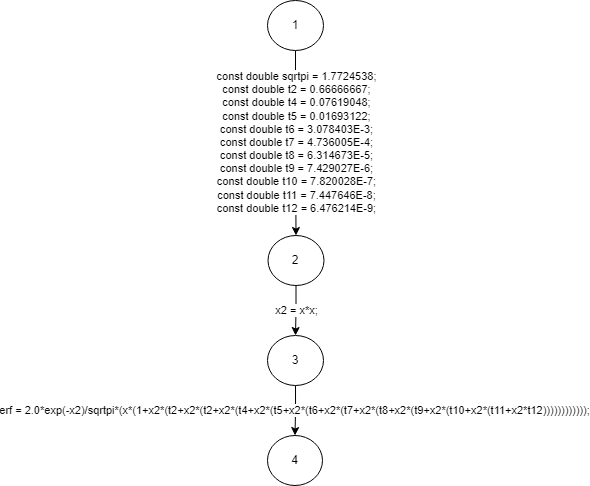 1
const double sqrtpi = 1.7724538;
const double t2 = 0.66666667;
const double t4 = 0.07619048;
const double t5 = 0.01693122;
const double t6 = 3.078403E-3;
const double t7 = 4.736005E-4;
const double t8 = 6.314673E-5;
const double t9 = 7.429027E-6;
const double t10 = 7.820028E-7;
const double t11 = 7.447646E-8;
const double t12 = 6.476214E-9;
2
x2 = x*x;
3
erf = 2.0*exp(-x2)/sqrtpi*(x*(1+x2*(t2+x2*(t2+x2*(t4+x2*(t5+x2*(t6+x2*(t7+x2*(t8+x2*(t9+x2*(t10+x2*(t11+x2*t12))))))))))));
4